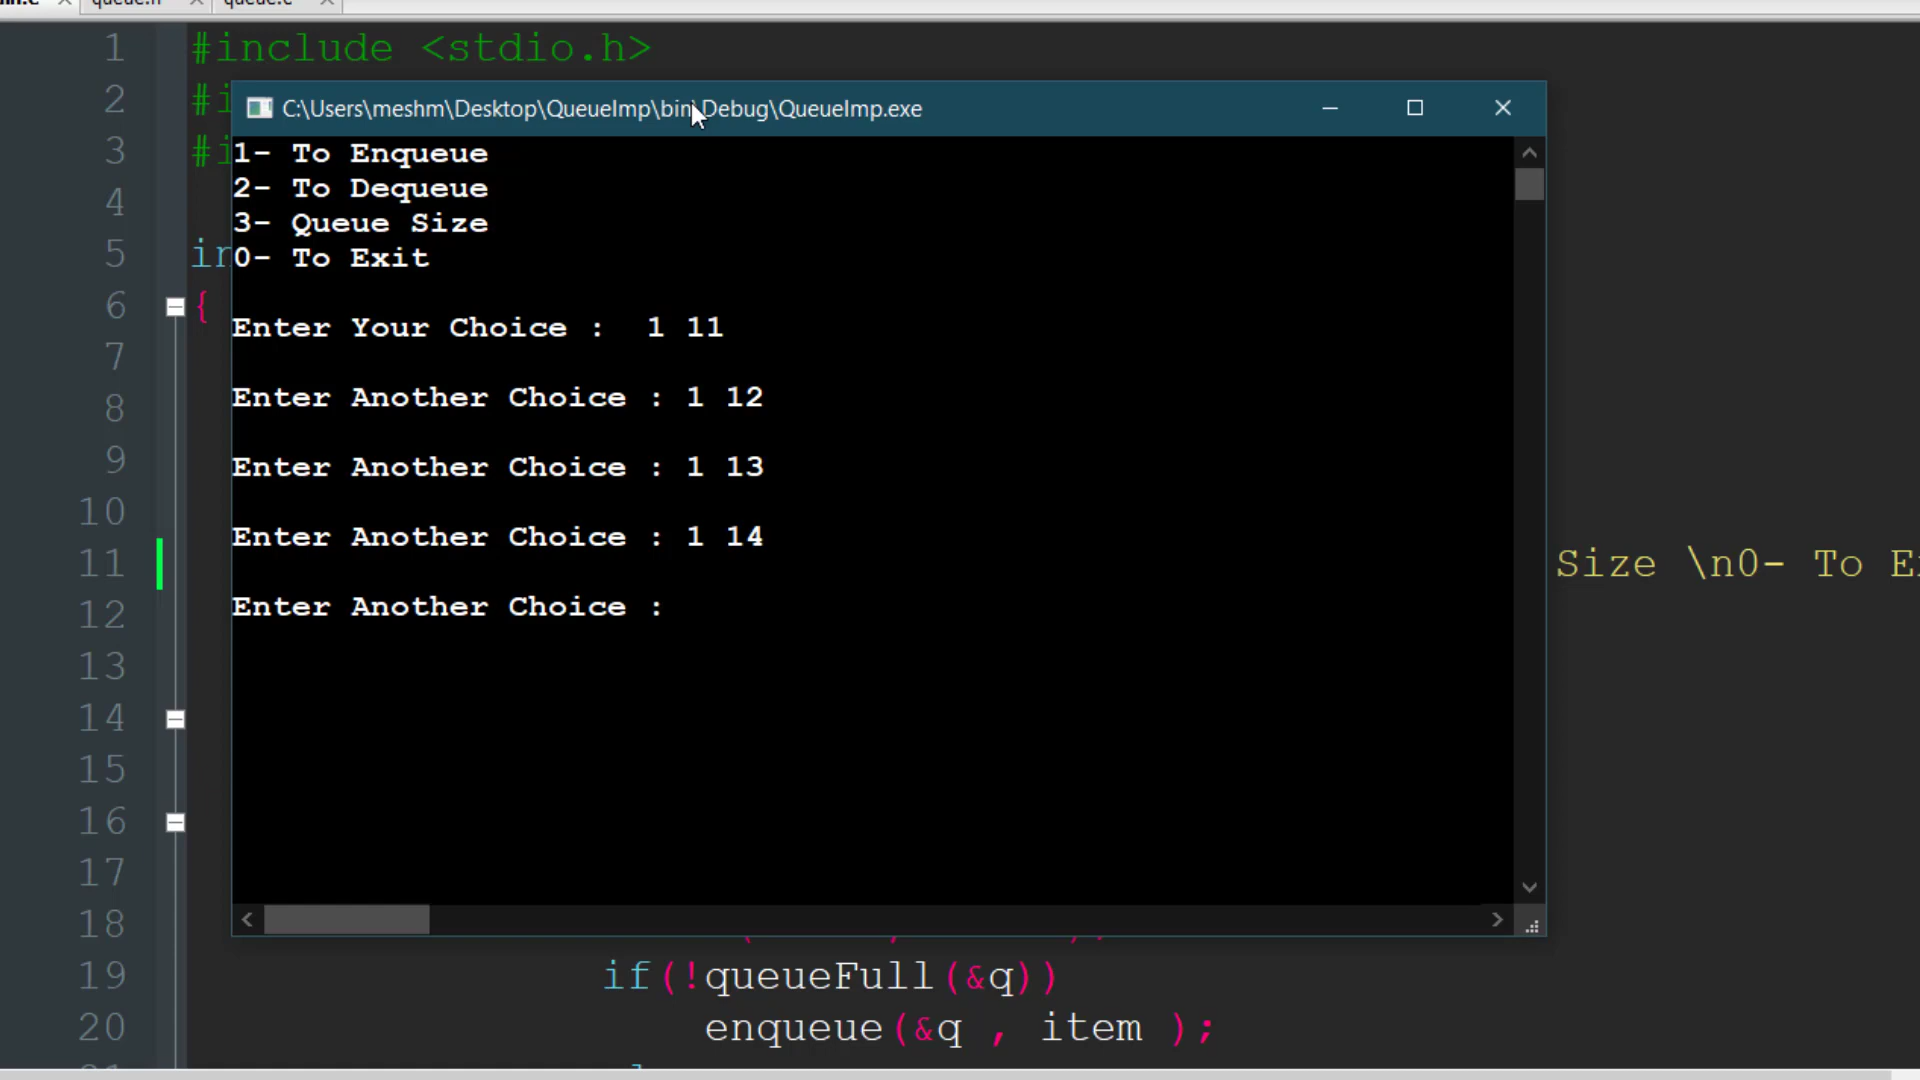 queue.h
queue.c
1 #include <stdio.h>
2 #i
3 #i
4
5 in
6 {
7
8
9
10
11 Size \n0- To E
12
13
14
15
16
17
18
19 if(!queueFull(&q))
20 enqueue(&q , item );
C:\Users\meshm\Desktop\QueueImp\bin\Debug\QueueImp.exe
1- To Enqueue
2- To Dequeue
3- Queue Size
0- To Exit
Enter Your Choice :  1 11
Enter Another Choice : 1 12
Enter Another Choice : 1 13
Enter Another Choice : 1 14
Enter Another Choice :